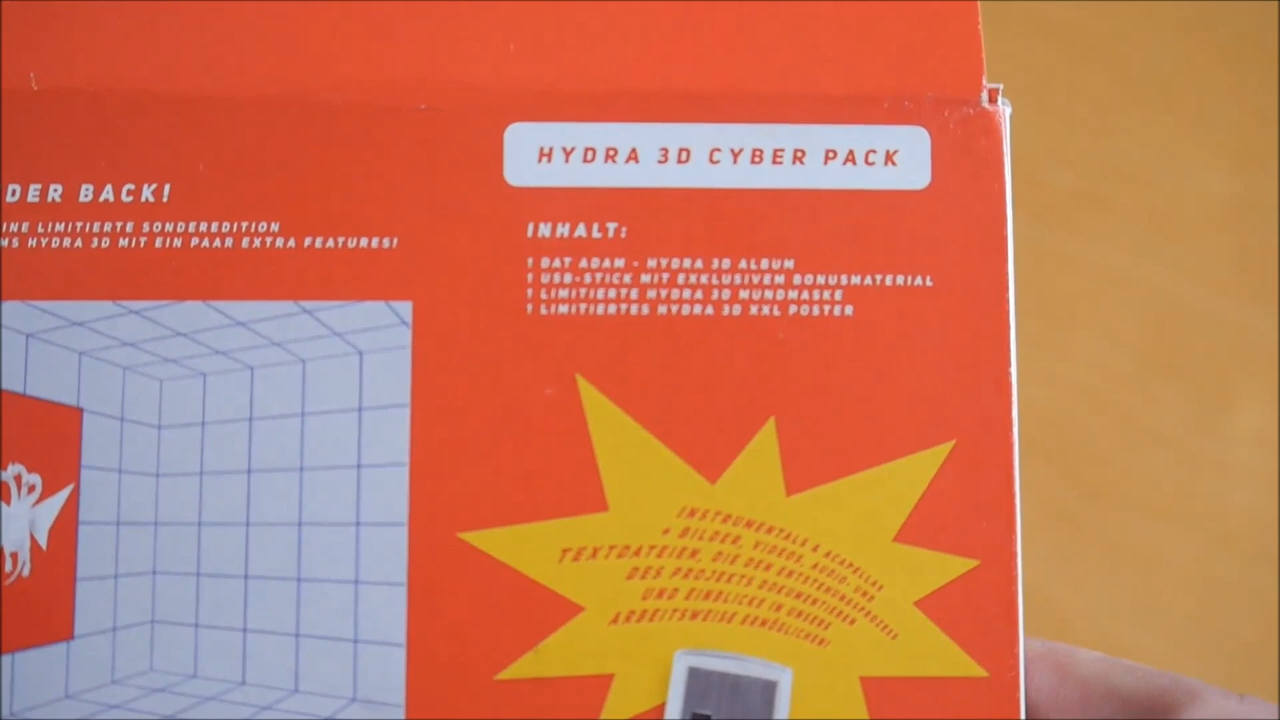 DER BACK!
INE LIMITIERTE SONDEREDITION
MS HYDRA 3D MIT EIN PAAR EXTRA FEATURES!
HYDRA 3D CYBER PACK
INHALT:
1 DAT ADAM - HYDRA 3D ALBUM
1 USB-STICK MIT EXKLUSIVEM BONUSMATERIAL
1 LIMITIERTE HYDRA 3D MUNDMASKE
1 LIMITIERTES HYDRA 3D XXL POSTER
INSTRUMENTALS & ACAPELLAS
+ BILDER, VIDEOS, AUDIO- UND
TEXTDATEIEN, DIE DEN ENTSTEHUNGSPROZESS
DES PROJEKTS DOKUMENTIEREN
UND EINBLICKE IN UNSERE
ARBEITSWEISE ERMÖGLICHEN!